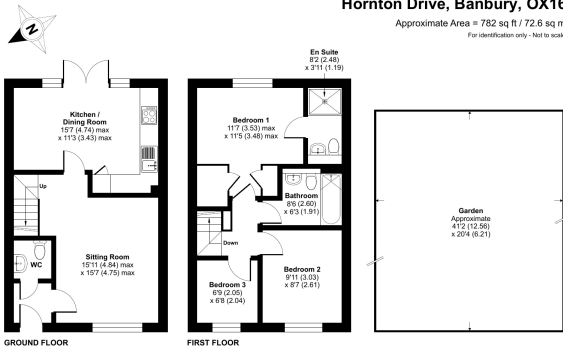 Hornton Drive, Banbury, OX16
Approximate Area = 782 sq ft / 72.6 sq m
For identification only - Not to scale
N
Kitchen /
Dining Room
15'7 (4.74) max
x 11'3 (3.43) max
Up
WC
Sitting Room
15'11 (4.84) max
x 15'7 (4.75) max
GROUND FLOOR
En Suite
8'2 (2.48)
x 3'11 (1.19)
Bedroom 1
11'7 (3.53) max
x 11'5 (3.48) max
Bathroom
8'6 (2.60)
x 6'3 (1.91)
Down
Bedroom 2
9'11 (3.03)
x 8'7 (2.61)
Bedroom 3
6'9 (2.05)
x 6'8 (2.04)
FIRST FLOOR
Garden
Approximate
41'2 (12.56)
x 20'4 (6.21)